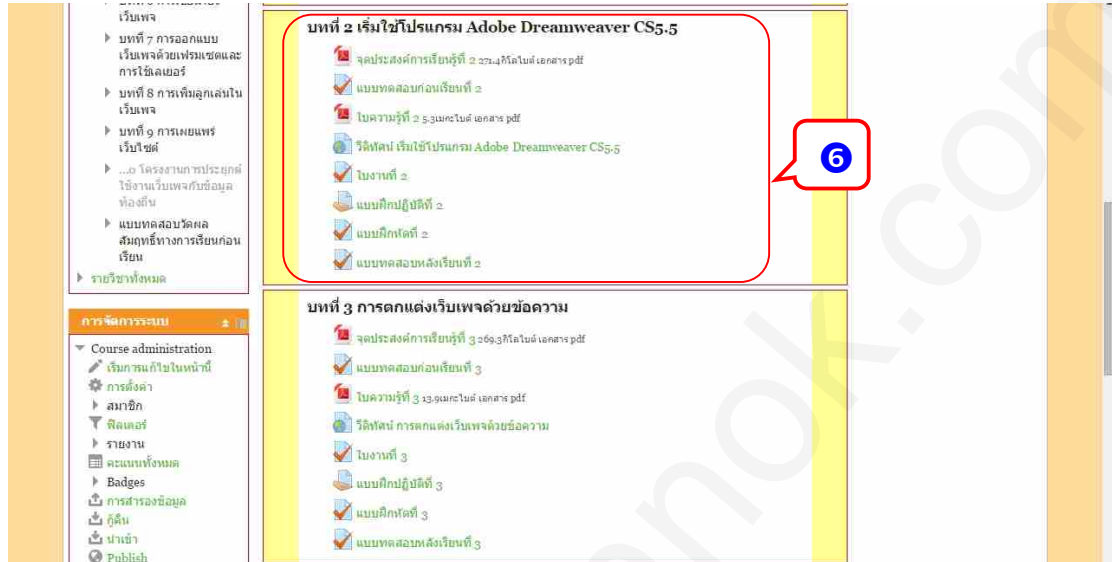 เว็บเพจ
บทที่ 7 การออกแบบ
เว็บเพจด้วยเฟรมเซตและ
การใช้เลเยอร์
บทที่ 8 การเพิ่มลูกเล่นใน
เว็บเพจ
บทที่ 9 การเผยแพร่
เว็บไซต์
...0 โครงงานการประยุกต์
ใช้งานเว็บเพจกับข้อมูล
ท้องถิ่น
แบบทดสอบวัดผล
สัมฤทธิ์ทางการเรียนก่อน
เรียน
รายวิชาทั้งหมด
การจัดการระบบ
Course administration
เริ่มการแก้ไขในหน้านี้
การตั้งค่า
สมาชิก
ฟิลเตอร์
รายงาน
คะแนนทั้งหมด
Badges
การสำรองข้อมูล
กู้คืน
นำเข้า
Publish
บทที่ 2 เริ่มใช้โปรแกรม Adobe Dreamweaver CS5.5
จุดประสงค์การเรียนรู้ที่ 2 271.4กิโลไบต์ เอกสาร pdf
แบบทดสอบก่อนเรียนที่ 2
ใบความรู้ที่ 2 5.3เมกะไบต์ เอกสาร pdf
วีดิทัศน์ เริ่มใช้โปรแกรม Adobe Dreamweaver CS5.5
ใบงานที่ 2
แบบฝึกปฏิบัติที่ 2
แบบฝึกหัดที่ 2
แบบทดสอบหลังเรียนที่ 2
6
บทที่ 3 การตกแต่งเว็บเพจด้วยข้อความ
จุดประสงค์การเรียนรู้ที่ 3 269.3กิโลไบต์ เอกสาร pdf
แบบทดสอบก่อนเรียนที่ 3
ใบความรู้ที่ 3 13.9เมกะไบต์ เอกสาร pdf
วีดิทัศน์ การตกแต่งเว็บเพจด้วยข้อความ
ใบงานที่ 3
แบบฝึกปฏิบัติที่ 3
แบบฝึกหัดที่ 3
แบบทดสอบหลังเรียนที่ 3
nok.com